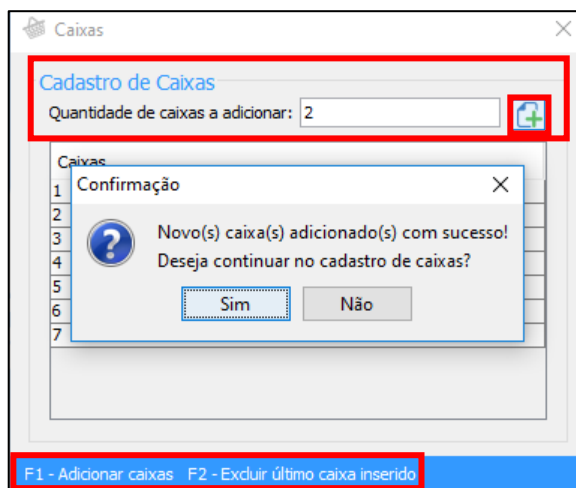 Caixas
Cadastro de Caixas
Quantidade de caixas a adicionar: 2
Caixas
1
2
3
4
5
6
7
Confirmação
Novo(s) caixa(s) adicionado(s) com sucesso!
Deseja continuar no cadastro de caixas?
Sim Não
F1 - Adicionar caixas F2 - Excluir último caixa inserido